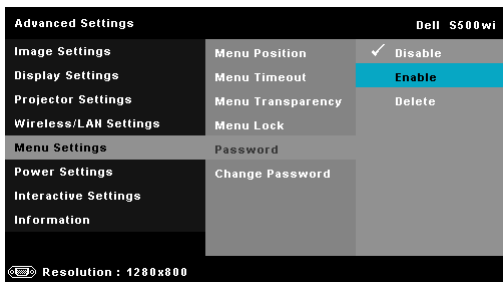 Advanced Settings Dell S500wi
Image Settings
Display Settings
Projector Settings
Wireless/LAN Settings
Menu Settings
Power Settings
Interactive Settings
Information
Menu Position
Menu Timeout
Menu Transparency
Menu Lock
Password
Change Password
Disable
Enable
Delete
Resolution : 1280x800